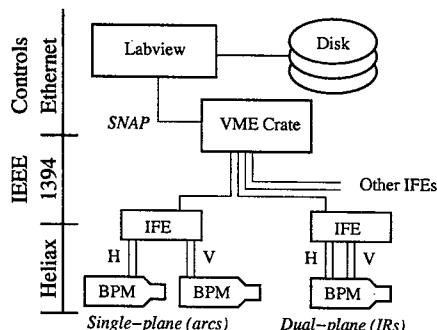 Controls
Ethernet
Labview
Disk
SNAP
VME Crate
IEEE
1394
Other IFEs
IFE
IFE
Heliax
H
V
H
V
BPM
BPM
BPM
Single-plane (arcs)
Dual-plane (IRs)